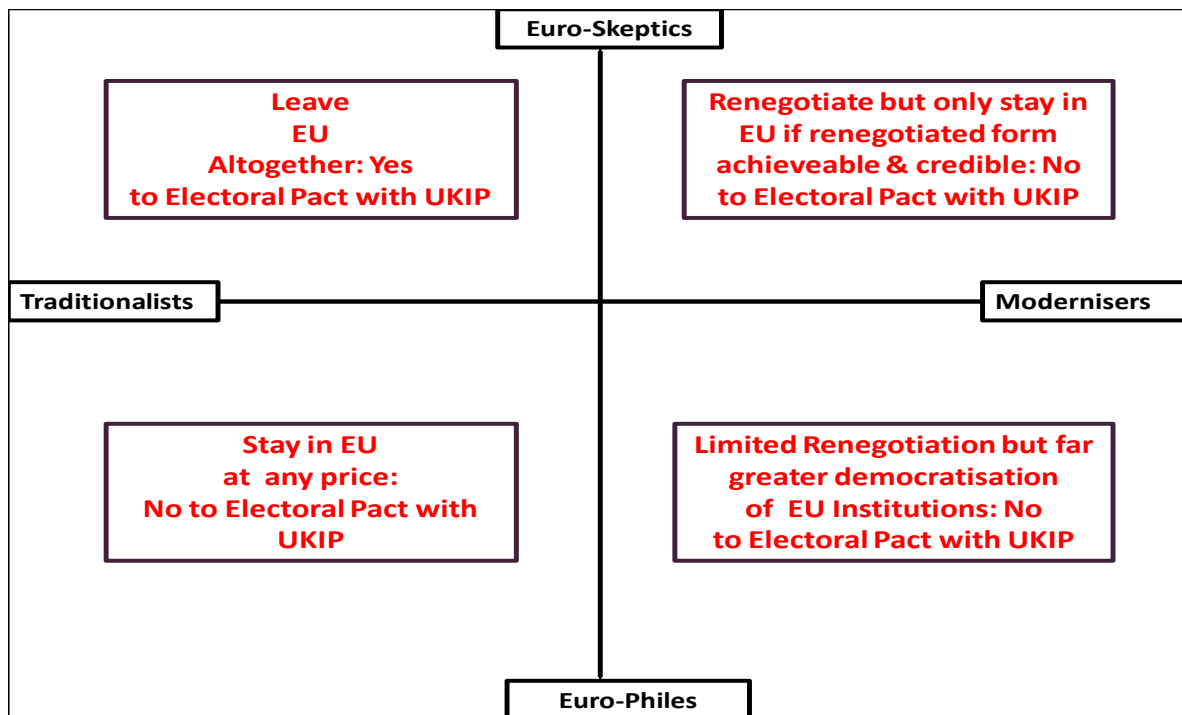 Euro-Skeptics
Leave
EU
Altogether: Yes
to Electoral Pact with UKIP
Renegotiate but only stay in
EU if renegotiated form
achieveable & credible: No
to Electoral Pact with UKIP
Traditionalists
Modernisers
Stay in EU
at any price:
No to Electoral Pact with
UKIP
Limited Renegotiation but far
greater democratisation
of EU Institutions: No
to Electoral Pact with UKIP
Euro-Philes